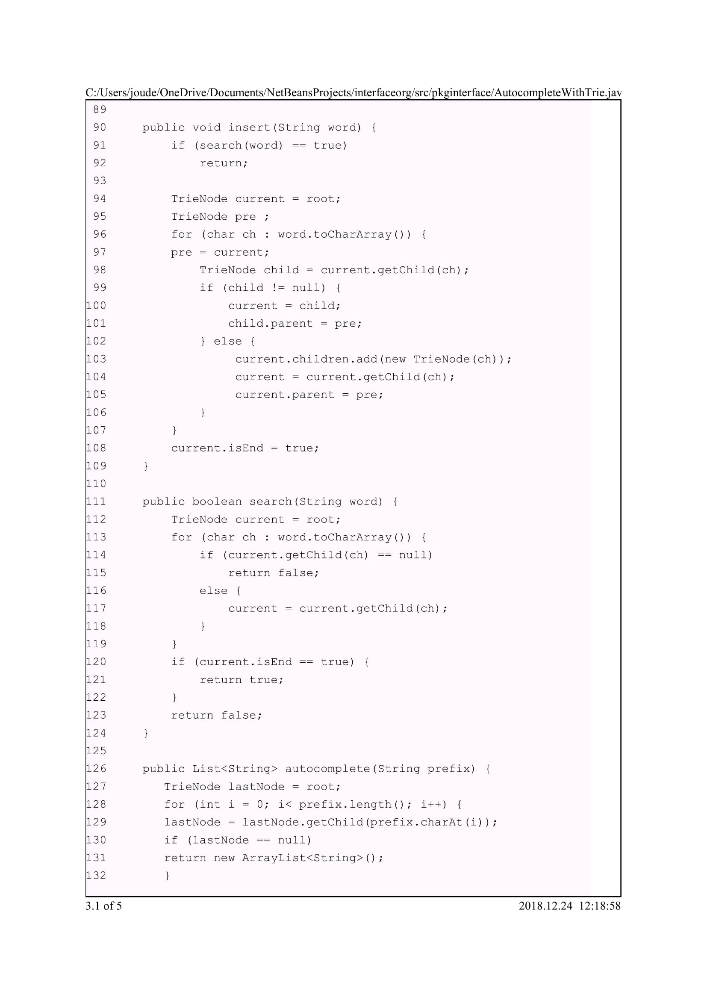 C:/Users/joude/OneDrive/Documents/NetBeansProjects/interfaceorg/src/pkginterface/AutocompleteWithTrie.jav
89
90     public void insert(String word) {
91         if (search(word) == true)
92             return;
93
94         TrieNode current = root;
95         TrieNode pre ;
96         for (char ch : word.toCharArray()) {
97         pre = current;
98             TrieNode child = current.getChild(ch);
99             if (child != null) {
100                 current = child;
101                 child.parent = pre;
102             } else {
103                  current.children.add(new TrieNode(ch));
104                  current = current.getChild(ch);
105                  current.parent = pre;
106             }
107         }
108         current.isEnd = true;
109     }
110
111     public boolean search(String word) {
112         TrieNode current = root;
113         for (char ch : word.toCharArray()) {
114             if (current.getChild(ch) == null)
115                 return false;
116             else {
117                 current = current.getChild(ch);
118             }
119         }
120         if (current.isEnd == true) {
121             return true;
122         }
123         return false;
124     }
125
126     public List<String> autocomplete(String prefix) {
127        TrieNode lastNode = root;
128        for (int i = 0; i< prefix.length(); i++) {
129        lastNode = lastNode.getChild(prefix.charAt(i));
130        if (lastNode == null)
131        return new ArrayList<String>();
132        }
3.1 of 5
2018.12.24 12:18:58